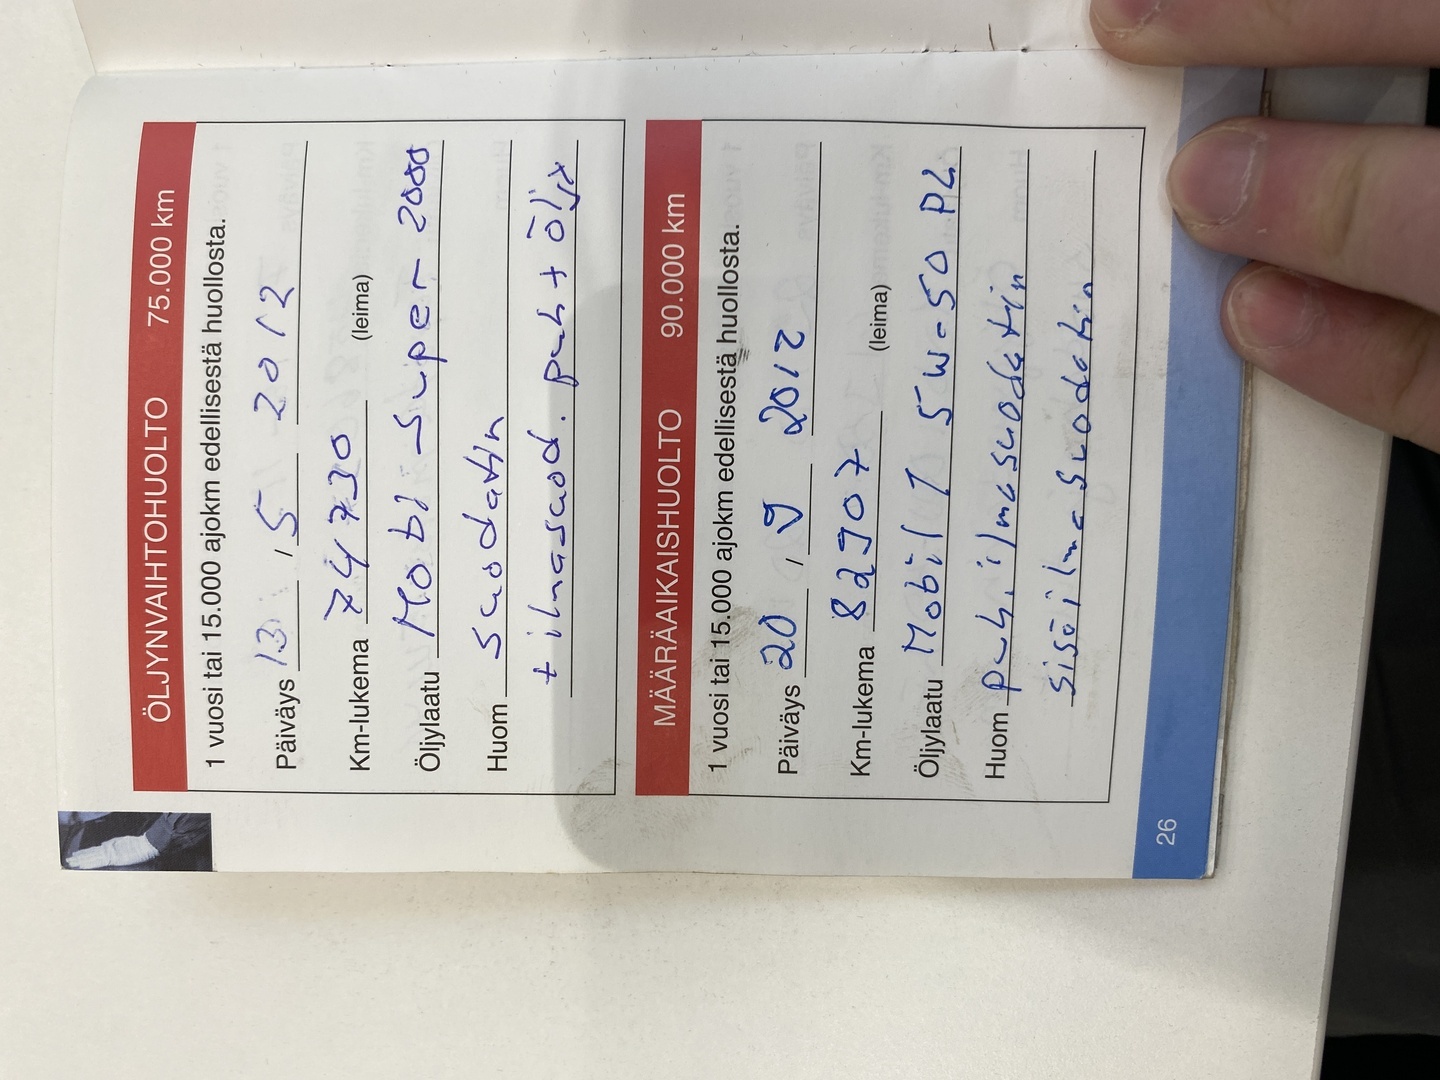 ÖLJYNVAIHTOHUOLTO 75.000 km
1 vuosi tai 15.000 ajokm edellisestä huollosta.
Päiväys 13 , 5 2012
Km-lukema 74730 (leima)
Öljylaatu Mobil Super 2000
Huom suodatin
+ ilmasuod. puh + öljy
MÄÄRÄAIKAISHUOLTO 90.000 km
1 vuosi tai 15.000 ajokm edellisestä huollosta.
Päiväys 20 , 9 2012
Km-lukema 82907 (leima)
Öljylaatu Mobil 1 5W-50 PL
Huom puh. ilmasuodatin
sisäilmasuodatin
26